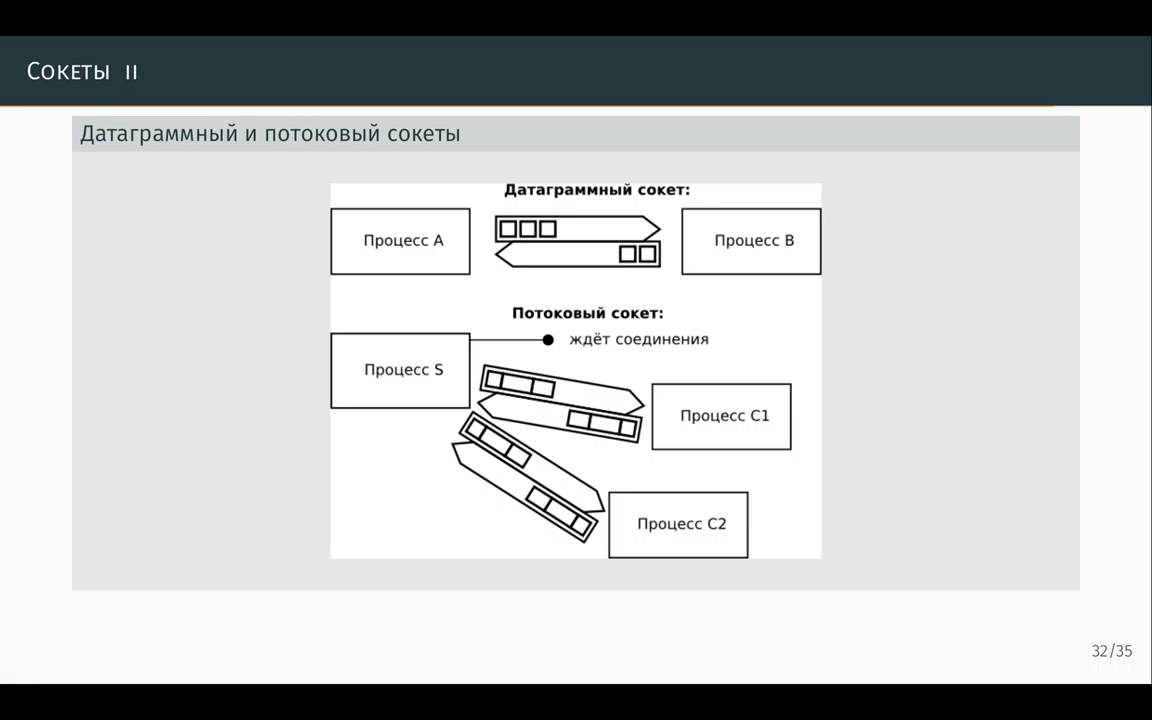 Сокеты II
Датаграммный и потоковый сокеты
Датаграммный сокет:
Процесс A
Процесс B
Потоковый сокет:
ждёт соединения
Процесс S
Процесс C1
Процесс C2
32/35